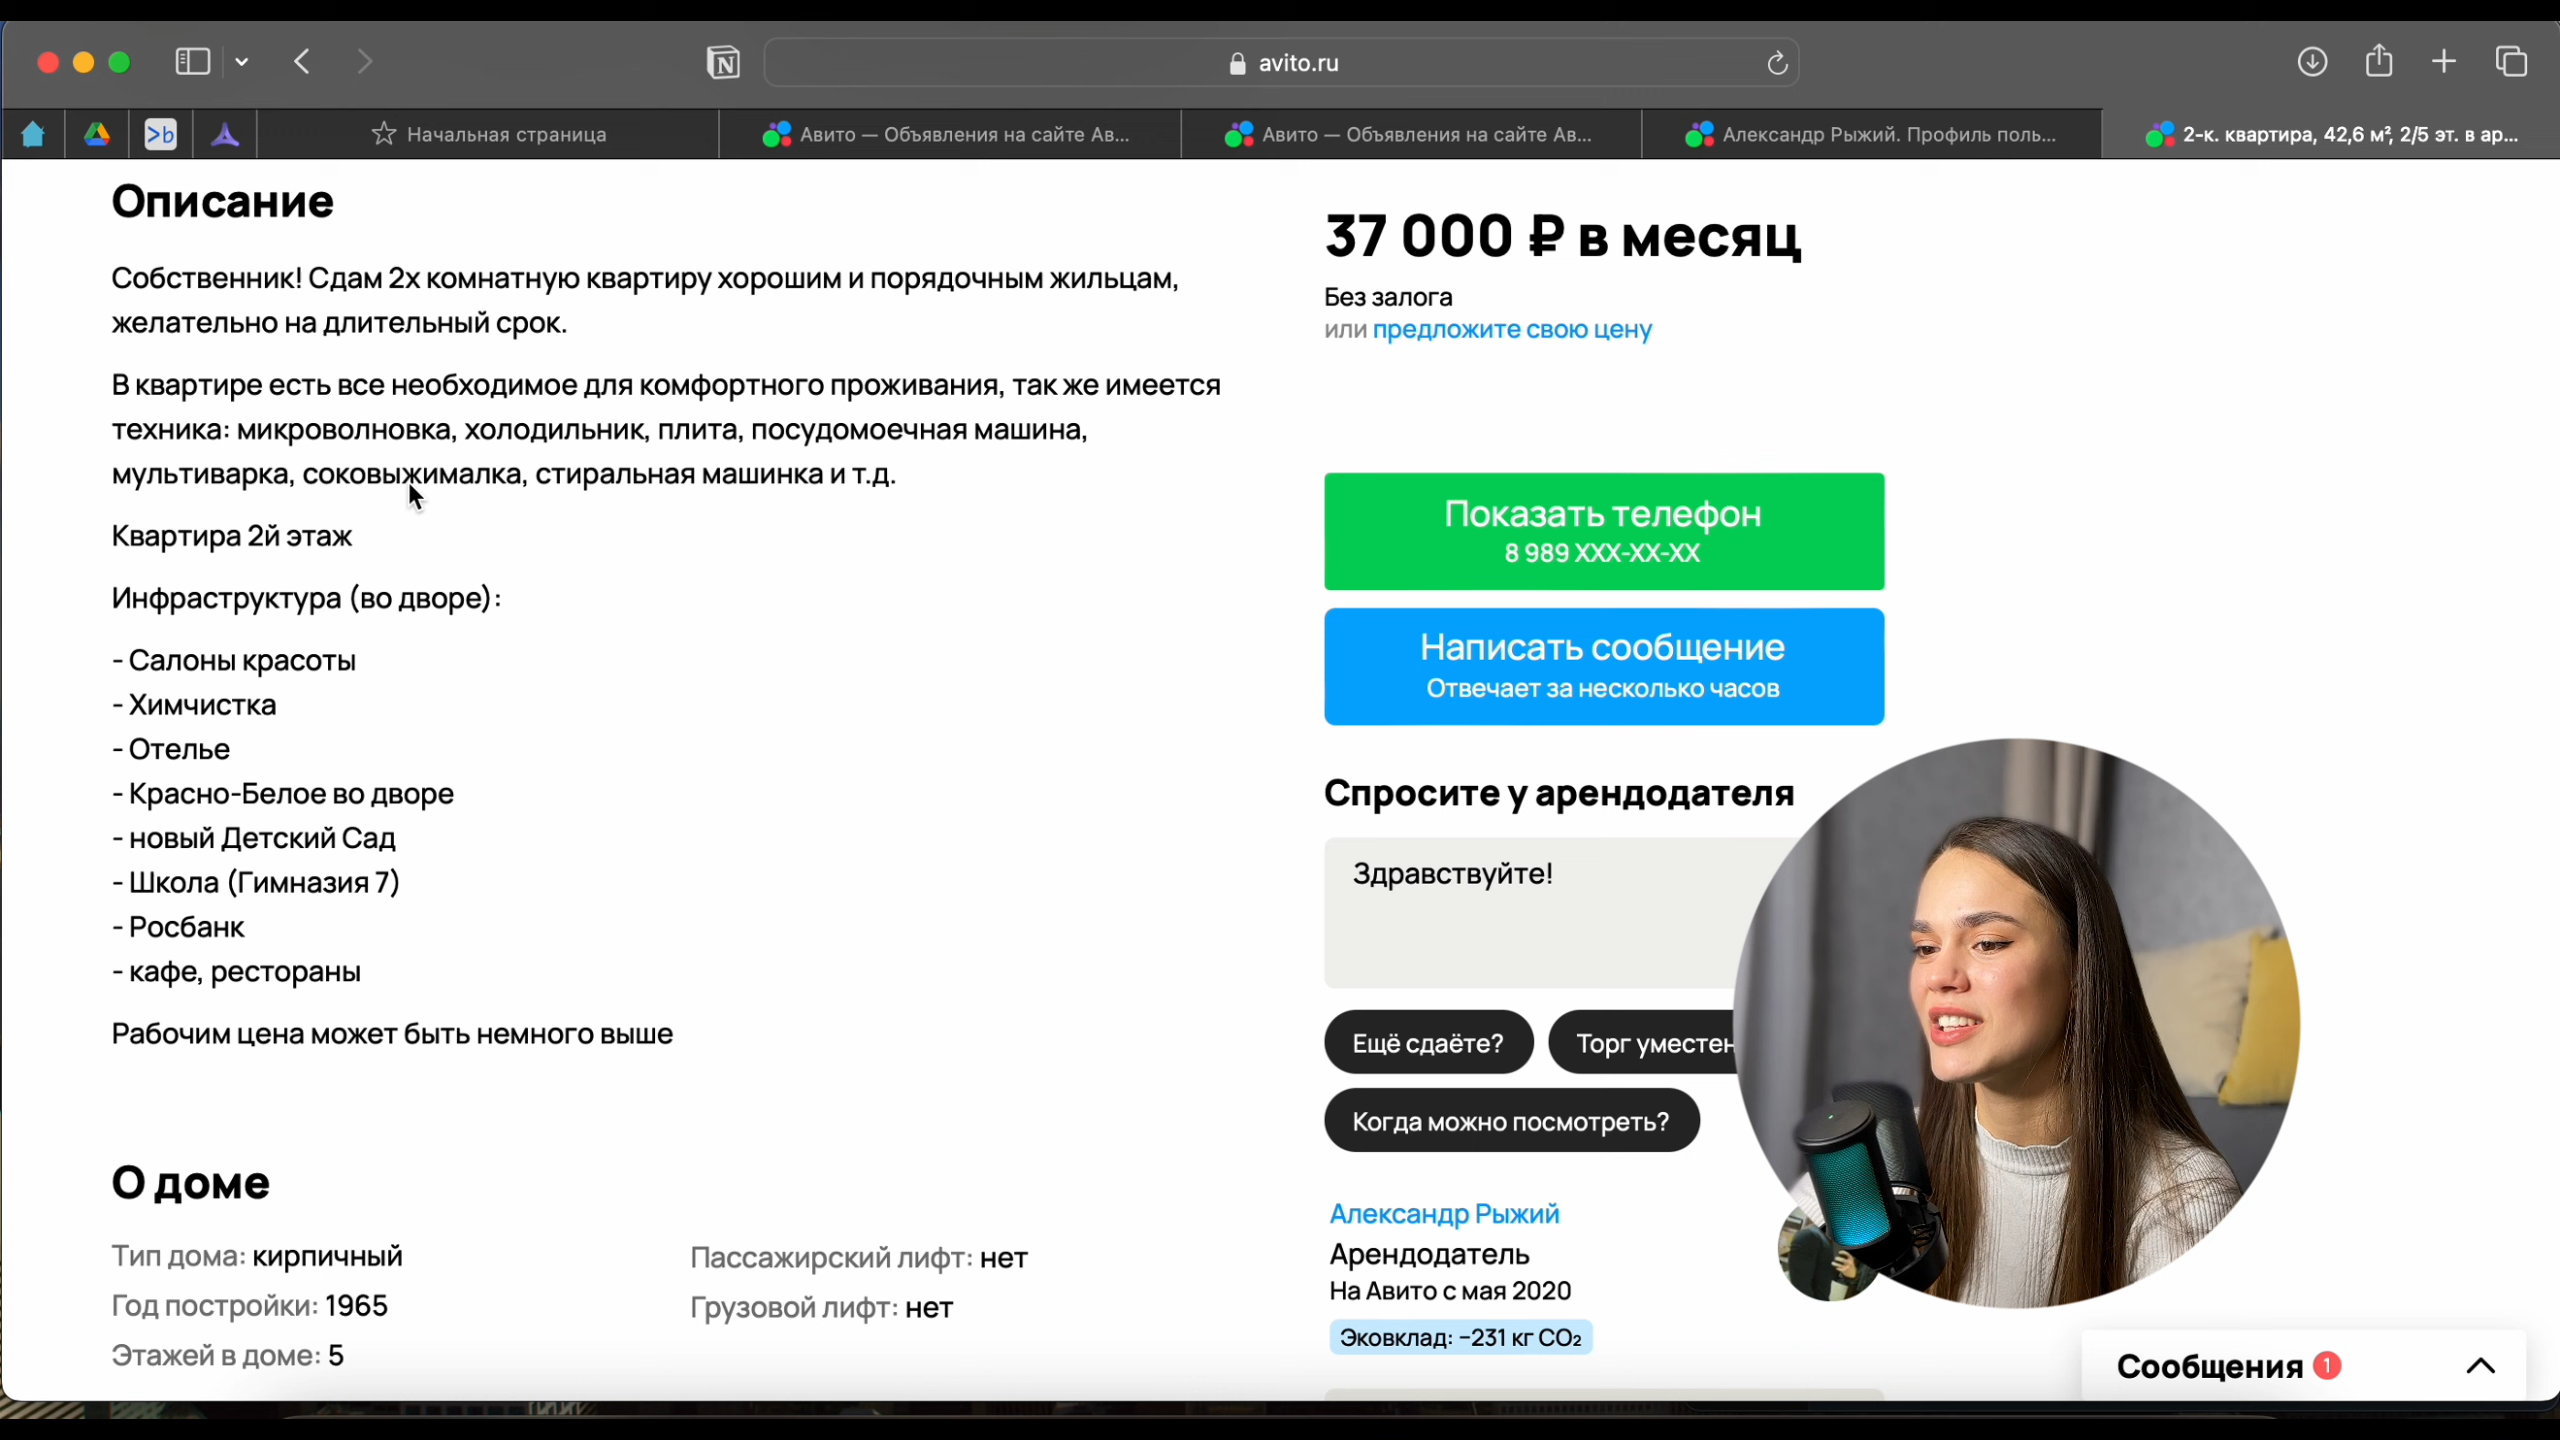 avito.ru
Начальная страница
Авито — Объявления на сайте Ав...
Авито — Объявления на сайте Ав...
Александр Рыжий. Профиль поль...
2-к. квартира, 42,6 м², 2/5 эт. в ар...
Описание
Собственник! Сдам 2х комнатную квартиру хорошим и порядочным жильцам,
желательно на длительный срок.
В квартире есть все необходимое для комфортного проживания, так же имеется
техника: микроволновка, холодильник, плита, посудомоечная машина,
мультиварка, соковыжималка, стиральная машинка и т.д.
Квартира 2й этаж
Инфраструктура (во дворе):
- Салоны красоты
- Химчистка
- Отелье
- Красно-Белое во дворе
- новый Детский Сад
- Школа (Гимназия 7)
- Росбанк
- кафе, рестораны
Рабочим цена может быть немного выше
О доме
Тип дома: кирпичный
Год постройки: 1965
Этажей в доме: 5
Пассажирский лифт: нет
Грузовой лифт: нет
37 000 ₽ в месяц
Без залога
или предложите свою цену
Показать телефон
8 989 XXX-XX-XX
Написать сообщение
Отвечает за несколько часов
Спросите у арендодателя
Здравствуйте!
Ещё сдаёте?
Торг уместен
Когда можно посмотреть?
Александр Рыжий
Арендодатель
На Авито с мая 2020
Эковклад: −231 кг CO₂
Сообщения 1